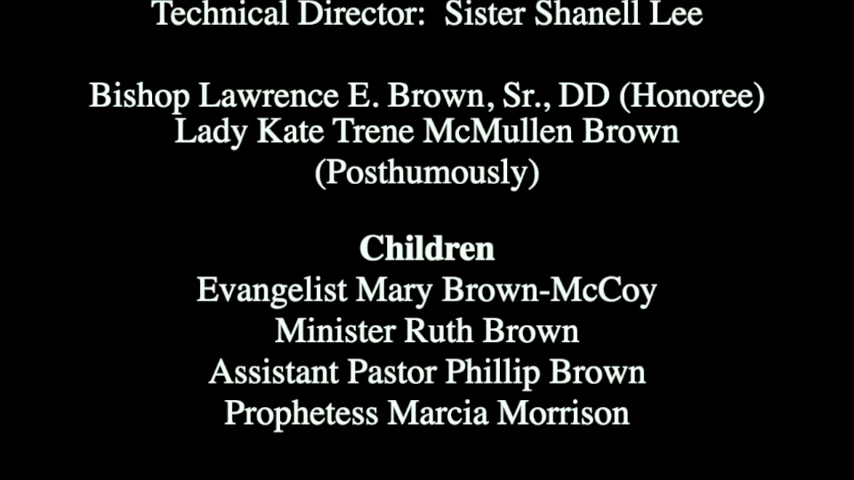 Technical Director: Sister Shanell Lee
Bishop Lawrence E. Brown, Sr., DD (Honoree)
Lady Kate Trene McMullen Brown
(Posthumously)
Children
Evangelist Mary Brown-McCoy
Minister Ruth Brown
Assistant Pastor Phillip Brown
Prophetess Marcia Morrison